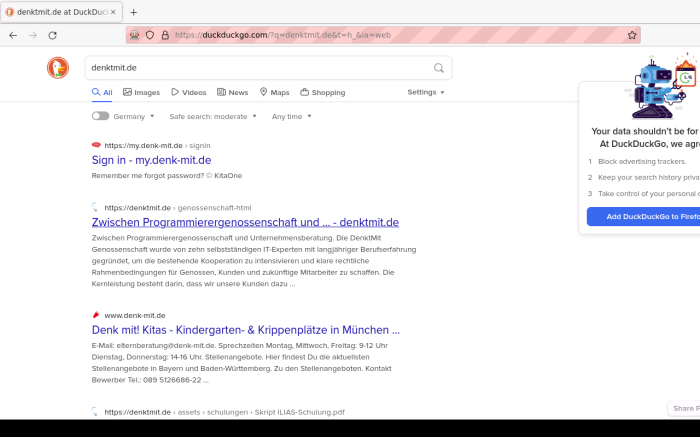 denktmit.de at DuckDuc
https://duckduckgo.com/?q=denktmit.de&t=h_&ia=web
denktmit.de
All Images Videos News Maps Shopping Settings
Germany Safe search: moderate Any time
https://my.denk-mit.de › signin
Sign in - my.denk-mit.de
Remember me forgot password? © KitaOne
https://denktmit.de › genossenschaft-html
Zwischen Programmierergenossenschaft und ... - denktmit.de
Zwischen Programmierergenossenschaft und Unternehmensberatung. Die DenktMit
Genossenschaft wurde von zehn selbstständigen IT-Experten mit langjähriger Berufserfahrung
gegründet, um die bestehende Kooperation zu intensivieren und klare rechtliche
Rahmenbedingungen für Genossen, Kunden und zukünftige Mitarbeiter zu schaffen. Die
Kernleistung besteht darin, dass wir unsere Kunden dazu ...
www.denk-mit.de
Denk mit! Kitas - Kindergarten- & Krippenplätze in München ...
E-Mail: elternberatung@denk-mit.de. Sprechzeiten Montag, Mittwoch, Freitag: 9-12 Uhr
Dienstag, Donnerstag: 14-16 Uhr. Stellenangebote. Hier findest Du die aktuellsten
Stellenangebote in Bayern und Baden-Württemberg. Zu den Stellenangeboten. Kontakt
Bewerber Tel.: 089 5126686-22 ...
https://denktmit.de › assets › schulungen › Skript ILIAS-Schulung.pdf
Your data shouldn't be for
At DuckDuckGo, we agre
1 Block advertising trackers.
2 Keep your search history priva
3 Take control of your personal d
Add DuckDuckGo to Firefo
Share F